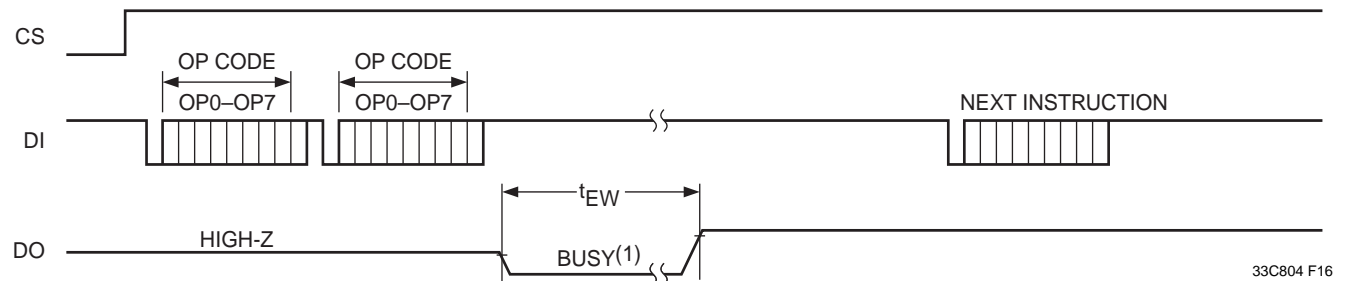 CS
OP CODE OP CODE
OP0–OP7 OP0–OP7 NEXT INSTRUCTION
DI
tEW
HIGH-Z
DO
BUSY(1)
33C804 F16